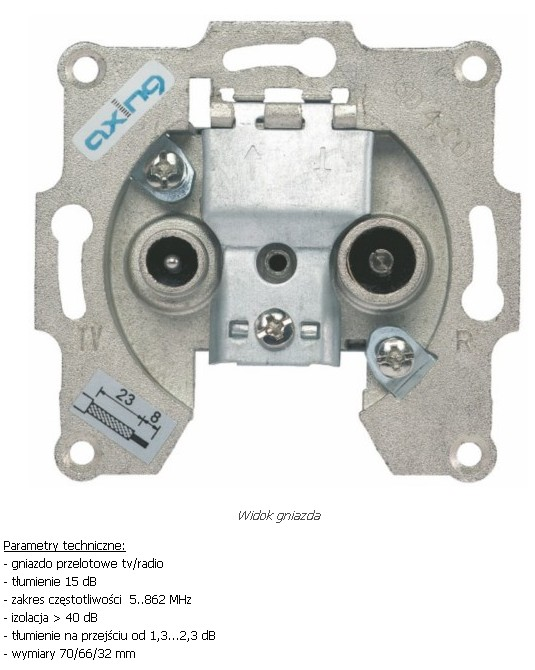 axing
TV
R
23
8
Widok gniazda
Parametry techniczne:
- gniazdo przelotowe tv/radio
- tłumienie 15 dB
- zakres częstotliwości 5..862 MHz
- izolacja > 40 dB
- tłumienie na przejściu od 1,3...2,3 dB
- wymiary 70/66/32 mm